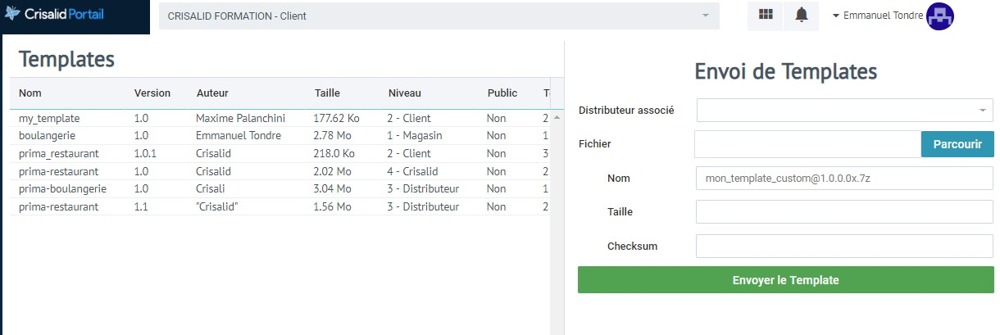 Crisalid Portail
CRISALID FORMATION - Client
Emmanuel Tondre
Templates
Nom Version Auteur Taille Niveau Public
my_template 1.0 Maxime Palanchini 177.62 Ko 2 - Client Non 2
boulangerie 1.0 Emmanuel Tondre 2.78 Mo 1 - Magasin Non 1
prima_restaurant 1.0.1 Crisalid 218.0 Ko 2 - Client Non 3
prima-restaurant 1.0 Crisalid 2.02 Mo 4 - Crisalid Non 2
prima-boulangerie 1.0 Crisali 3.04 Mo 3 - Distributeur Non 1
prima-restaurant 1.1 "Crisalid" 1.56 Mo 3 - Distributeur Non 2
Envoi de Templates
Distributeur associé
Fichier Parcourir
Nom mon_template_custom@1.0.0.0x.7z
Taille
Checksum
Envoyer le Template